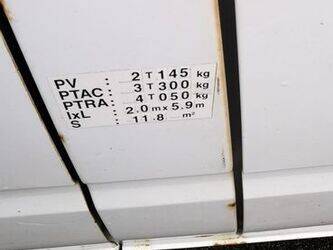 PV : 2 T 145 kg
PTAC : 3 T 300 kg
PTRA : 4 T 050 kg
lxL : 2.0 m x 5.9 m
S : 11.8 m²